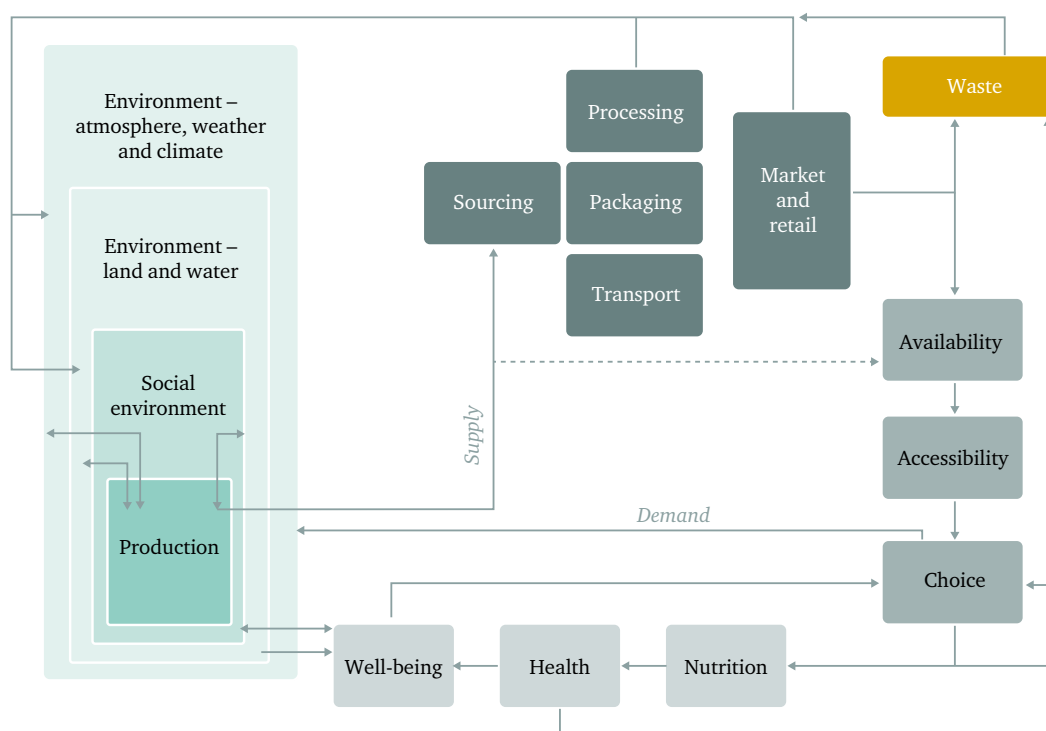 Environment –
atmosphere, weather
and climate
Environment –
land and water
Social
environment
Production
Processing
Sourcing
Packaging
Transport
Market
and
retail
Waste
Availability
Accessibility
Choice
Supply
Demand
Well-being
Health
Nutrition